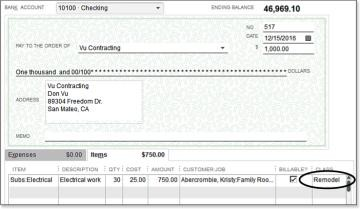 BANK ACCOUNT 10100 · Checking ENDING BALANCE 46,969.10
NO. 517
DATE 12/15/2016
PAY TO THE ORDER OF Vu Contracting $ 1,000.00
One thousand and 00/100* * * * * * * * * * * * * * * * * * * * * * * * * * * * * * * * * * * * * * * DOLLARS
Vu Contracting
Don Vu
ADDRESS 89304 Freedom Dr.
San Mateo, CA
MEMO
Expenses $0.00 Items $750.00
ITEM DESCRIPTION QTY COST AMOUNT CUSTOMER:JOB BILLABLE? CLASS
Subs:Electrical Electrical work 30 25.00 750.00 Abercrombie, Kristy:Family Roo... Remodel